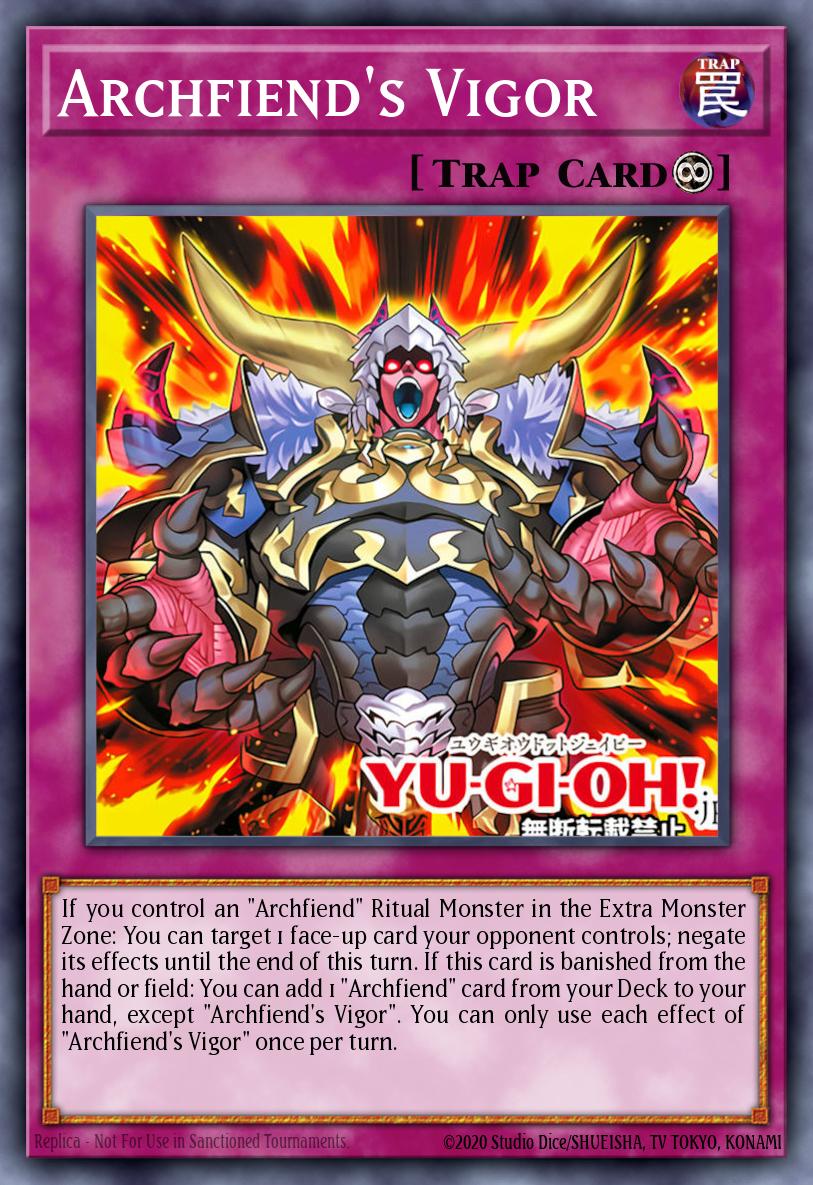 ARCHFIEND'S VIGOR
TRAP
罠
[TRAP CARD]
ユウギオウドットジェイピー
YU-GI-OH!
.jp
無断転載禁止
If you control an "Archfiend" Ritual Monster in the Extra Monster
Zone: You can target 1 face-up card your opponent controls; negate
its effects until the end of this turn. If this card is banished from the
hand or field: You can add 1 "Archfiend" card from your Deck to your
hand, except "Archfiend's Vigor". You can only use each effect of
"Archfiend's Vigor" once per turn.
Replica - Not For Use in Sanctioned Tournaments.
©2020 Studio Dice/SHUEISHA, TV TOKYO, KONAMI